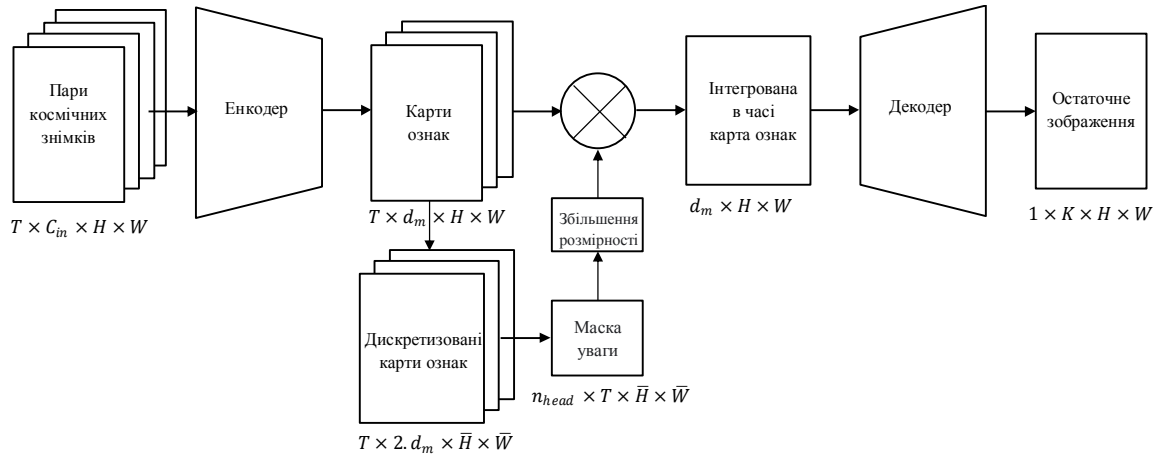 Пари
космічних
знімків
T × C_in × H × W
Енкодер
Карти
ознак
T × d_m × H × W
Інтегрована
в часі
карта ознак
d_m × H × W
Декодер
Остаточне
зображення
1 × K × H × W
Збільшення
розмірності
Дискретизовані
карти ознак
T × 2. d_m × H̅ × W̅
Маска
уваги
n_head × T × H̅ × W̅